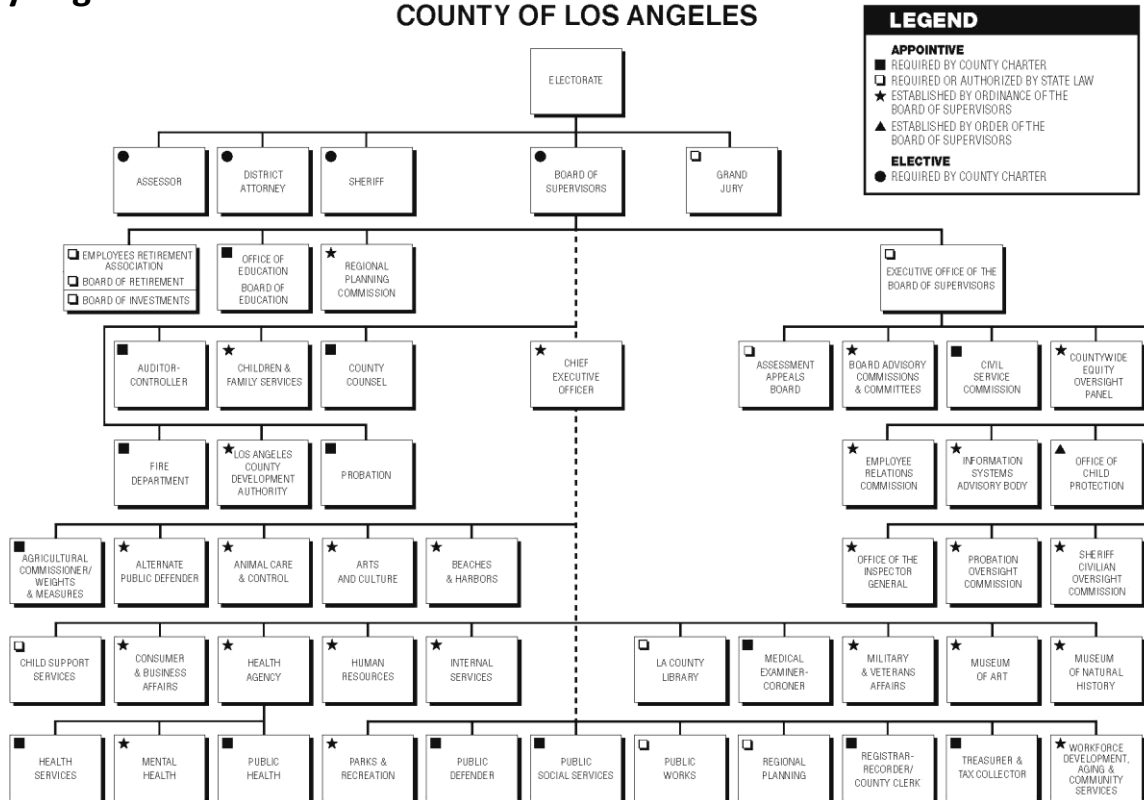 COUNTY OF LOS ANGELES
LEGEND
APPOINTIVE
REQUIRED BY COUNTY CHARTER
REQUIRED OR AUTHORIZED BY STATE LAW
ESTABLISHED BY ORDINANCE OF THE
BOARD OF SUPERVISORS
ESTABLISHED BY ORDER OF THE
BOARD OF SUPERVISORS
ELECTIVE
REQUIRED BY COUNTY CHARTER
ELECTORATE
ASSESSOR
DISTRICT
ATTORNEY
SHERIFF
BOARD OF
SUPERVISORS
GRAND
JURY
EMPLOYEES RETIREMENT
ASSOCIATION
BOARD OF RETIREMENT
BOARD OF INVESTMENTS
OFFICE OF
EDUCATION
BOARD OF
EDUCATION
REGIONAL
PLANNING
COMMISSION
EXECUTIVE OFFICE OF THE
BOARD OF SUPERVISORS
AUDITOR-
CONTROLLER
CHILDREN &
FAMILY SERVICES
COUNTY
COUNSEL
CHIEF
EXECUTIVE
OFFICER
ASSESSMENT
APPEALS
BOARD
BOARD ADVISORY
COMMISSIONS
& COMMITTEES
CIVIL
SERVICE
COMMISSION
COUNTYWIDE
EQUITY
OVERSIGHT
PANEL
FIRE
DEPARTMENT
LOS ANGELES
COUNTY
DEVELOPMENT
AUTHORITY
PROBATION
EMPLOYEE
RELATIONS
COMMISSION
INFORMATION
SYSTEMS
ADVISORY BODY
OFFICE OF
CHILD
PROTECTION
AGRICULTURAL
COMMISSIONER/
WEIGHTS
& MEASURES
ALTERNATE
PUBLIC DEFENDER
ANIMAL CARE
& CONTROL
ARTS
AND CULTURE
BEACHES
& HARBORS
OFFICE OF THE
INSPECTOR
GENERAL
PROBATION
OVERSIGHT
COMMISSION
SHERIFF
CIVILIAN
OVERSIGHT
COMMISSION
CHILD SUPPORT
SERVICES
CONSUMER
& BUSINESS
AFFAIRS
HEALTH
AGENCY
HUMAN
RESOURCES
INTERNAL
SERVICES
LA COUNTY
LIBRARY
MEDICAL
EXAMINER-
CORONER
MILITARY
& VETERANS
AFFAIRS
MUSEUM
OF ART
MUSEUM
OF NATURAL
HISTORY
HEALTH
SERVICES
MENTAL
HEALTH
PUBLIC
HEALTH
PARKS &
RECREATION
PUBLIC
DEFENDER
PUBLIC
SOCIAL SERVICES
PUBLIC
WORKS
REGIONAL
PLANNING
REGISTRAR-
RECORDER/
COUNTY CLERK
TREASURER &
TAX COLLECTOR
WORKFORCE
DEVELOPMENT,
AGING &
COMMUNITY
SERVICES